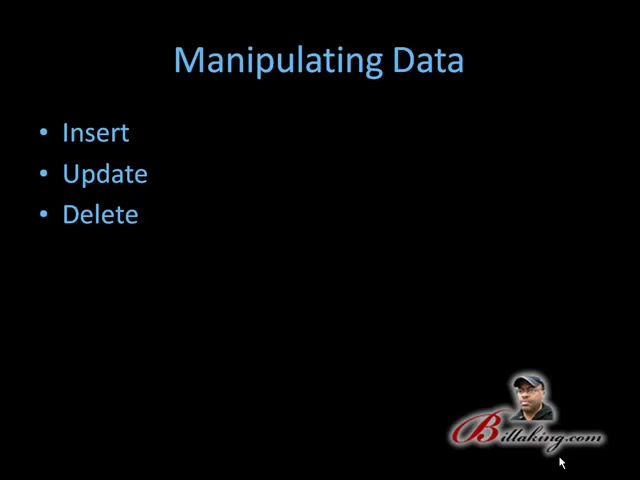 Manipulating Data
• Insert
• Update
• Delete
Billaking.com